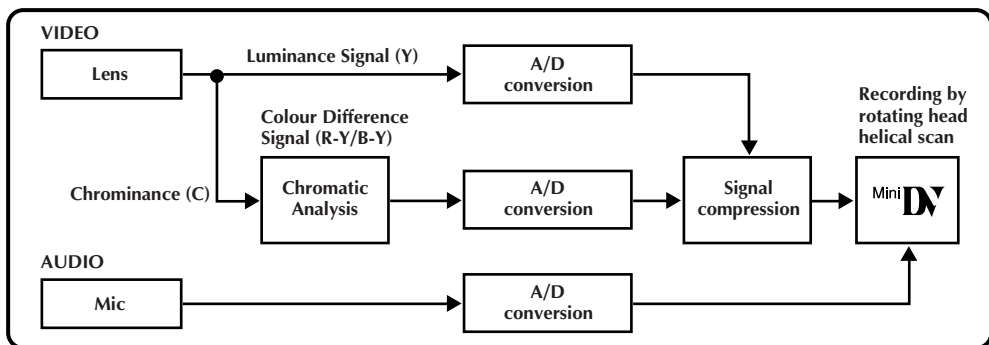 VIDEO
Lens
Luminance Signal (Y)
A/D
conversion
Colour Difference
Signal (R-Y/B-Y)
Chrominance (C)
Chromatic
Analysis
A/D
conversion
Signal
compression
Recording by
rotating head
helical scan
Mini DV
AUDIO
Mic
A/D
conversion